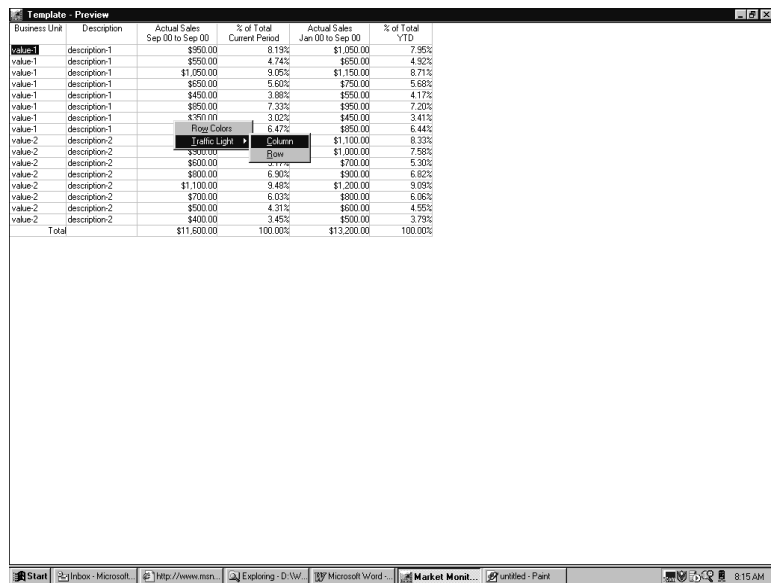 Template - Preview
Business Unit Description Actual Sales Sep 00 to Sep 00 % of Total Current Period Actual Sales Jan 00 to Sep 00 % of Total YTD
value-1 description-1 $950.00 8.19% $1,050.00 7.95%
value-1 description-1 $550.00 4.74% $650.00 4.92%
value-1 description-1 $1,050.00 9.05% $1,150.00 8.71%
value-1 description-1 $650.00 5.60% $750.00 5.68%
value-1 description-1 $450.00 3.88% $550.00 4.17%
value-1 description-1 $850.00 7.33% $950.00 7.20%
value-1 description-1 $350.00 3.02% $450.00 3.41%
value-1 description-1 Row Colors 6.47% $850.00 6.44%
value-2 description-2 Traffic Light Column $1,100.00 8.33%
value-2 description-2 $900.00 Row $1,000.00 7.58%
value-2 description-2 $600.00 5.17% $700.00 5.30%
value-2 description-2 $800.00 6.90% $900.00 6.82%
value-2 description-2 $1,100.00 9.48% $1,200.00 9.09%
value-2 description-2 $700.00 6.03% $800.00 6.06%
value-2 description-2 $500.00 4.31% $600.00 4.55%
value-2 description-2 $400.00 3.45% $500.00 3.79%
Total $11,600.00 100.00% $13,200.00 100.00%
Start Inbox - Microsoft... http://www.msn... Exploring - D:\W... Microsoft Word -... Market Monit... untitled - Paint 8:15 AM